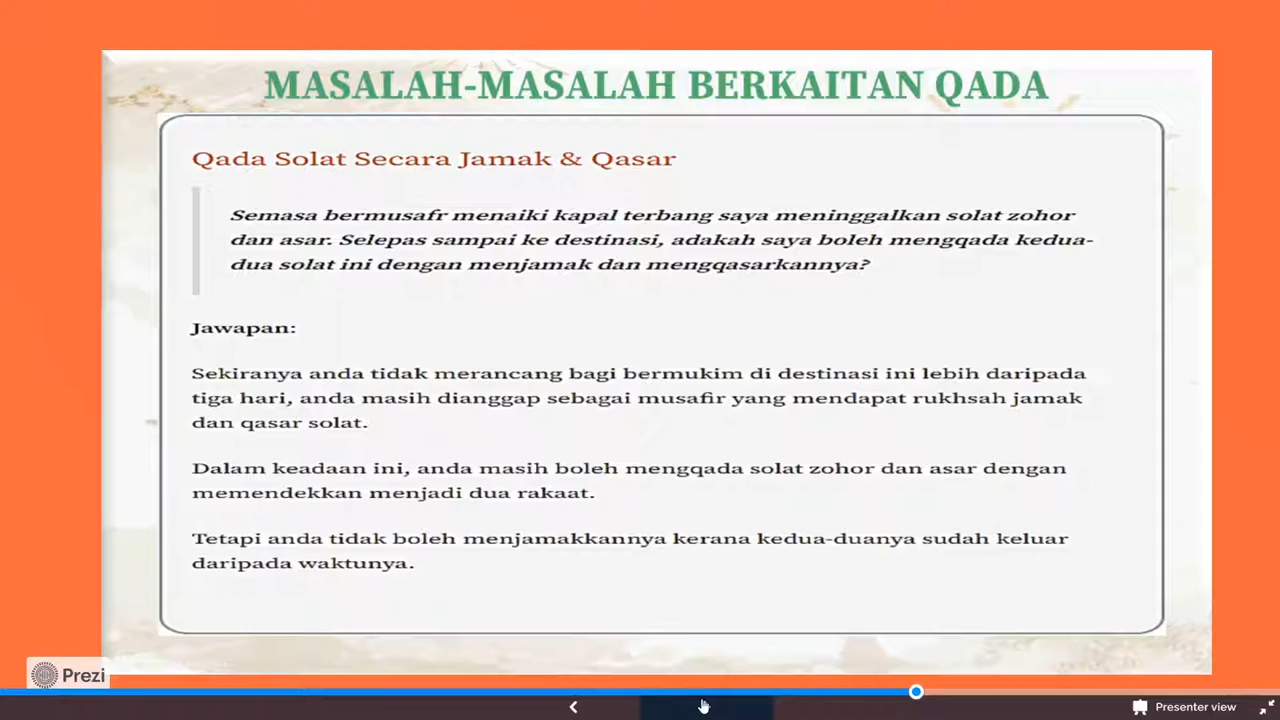 MASALAH-MASALAH BERKAITAN QADA
Qada Solat Secara Jamak & Qasar
Semasa bermusafr menaiki kapal terbang saya meninggalkan solat zohor
dan asar. Selepas sampai ke destinasi, adakah saya boleh mengqada kedua-
dua solat ini dengan menjamak dan mengqasarkannya?
Jawapan:
Sekiranya anda tidak merancang bagi bermukim di destinasi ini lebih daripada
tiga hari, anda masih dianggap sebagai musafir yang mendapat rukhsah jamak
dan qasar solat.
Dalam keadaan ini, anda masih boleh mengqada solat zohor dan asar dengan
memendekkan menjadi dua rakaat.
Tetapi anda tidak boleh menjamakkannya kerana kedua-duanya sudah keluar
daripada waktunya.
Prezi
Presenter view